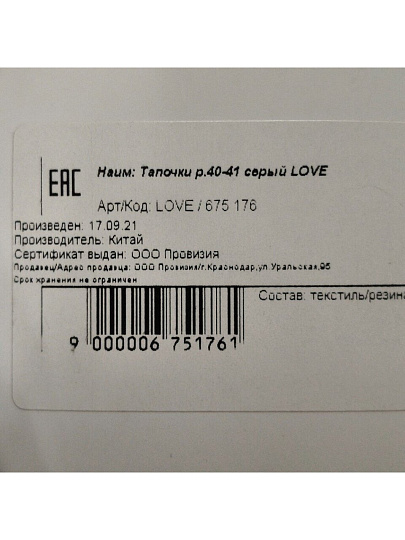 EAC
Наим: Тапочки р.40-41 серый LOVE
Арт/Код: LOVE / 675 176
Произведен: 17.09.21
Производитель: Китай
Сертификат выдан: ООО Провизия
Продавец/Адрес продавца: ООО Провизия/г.Краснодар,ул.Уральская,95
Срок хранения не ограничен
Состав: текстиль/резина
9 000006 751761